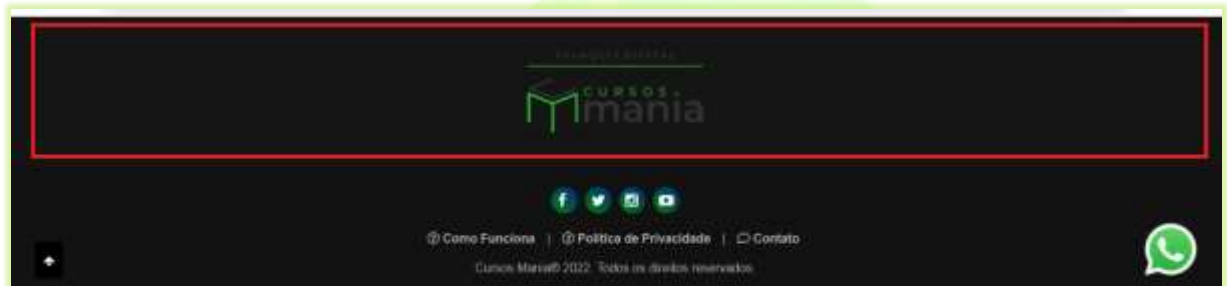 CURSOS
mania
Como Funciona | Política de Privacidade | Contato
Cursos Mania® 2022. Todos os direitos reservados